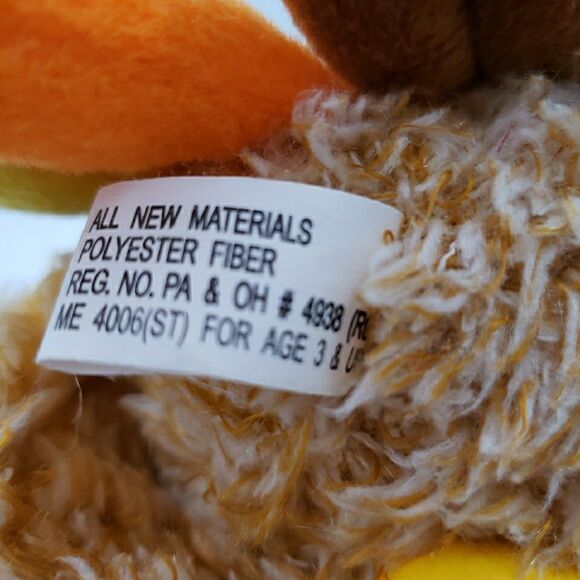 ALL NEW MATERIALS
POLYESTER FIBER
REG. NO. PA & OH # 4938
ME 4006(ST) FOR AGE 3 &